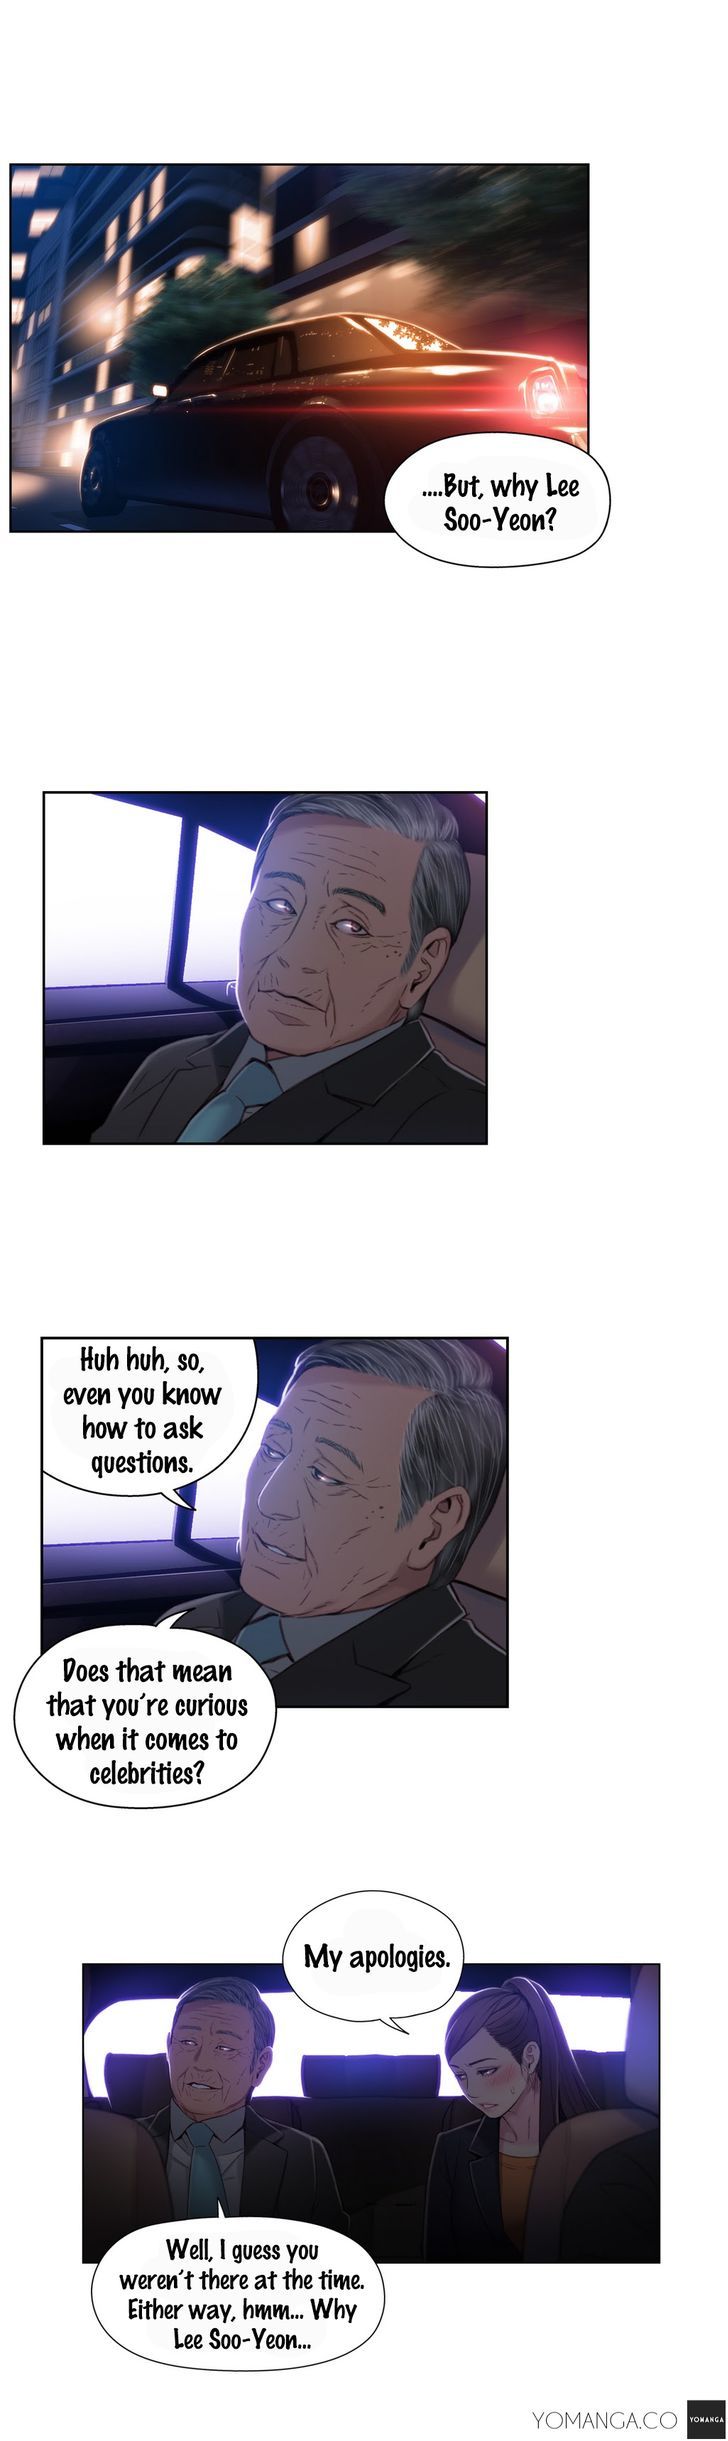 ....But, why Lee
Soo-Yeon?
Huh huh, so,
even you know
how to ask
questions.
Does that mean
that you're curious
when it comes to
celebrities?
My apologies.
Well, I guess you
weren't there at the time.
Either way, hmm... Why
Lee Soo-Yeon...
YOMANGA.CO
YOMANGA